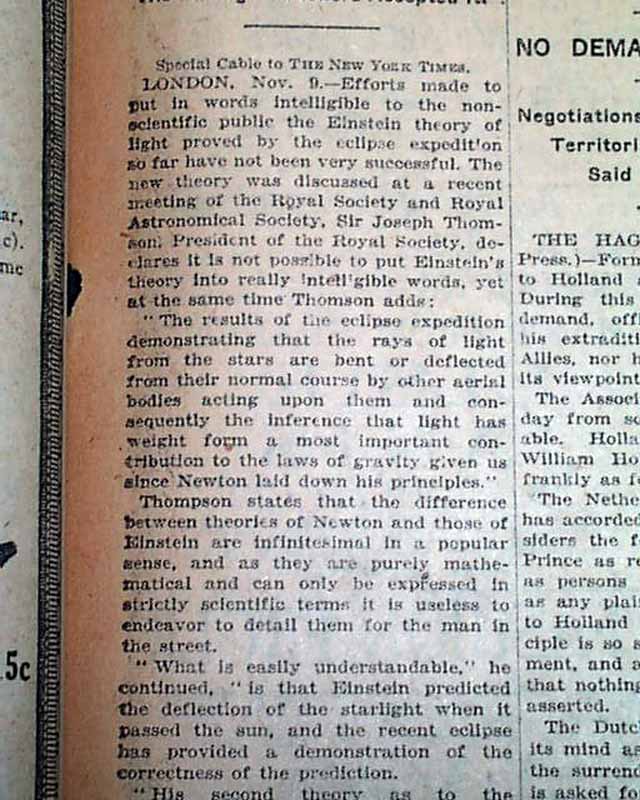 Special Cable to THE NEW YORK TIMES.
LONDON, Nov. 9.—Efforts made to
put in words intelligible to the non-
scientific public the Einstein theory of
light proved by the eclipse expedition
so far have not been very successful. The
new theory was discussed at a recent
meeting of the Royal Society and Royal
Astronomical Society, Sir Joseph Thom-
son, President of the Royal Society, de-
clares it is not possible to put Einstein's
theory into really intelligible words, yet
at the same time Thomson adds:
"The results of the eclipse expedition
demonstrating that the rays of light
from the stars are bent or deflected
from their normal course by other aerial
bodies acting upon them and con-
sequently the inference that light has
weight form a most important con-
tribution to the laws of gravity given us
since Newton laid down his principles."
Thompson states that the difference
between theories of Newton and those of
Einstein are infinitesimal in a popular
sense, and as they are purely mathe-
matical and can only be expressed in
strictly scientific terms it is useless to
endeavor to detail them for the man in
the street.
"What is easily understandable," he
continued, "is that Einstein predicted
the deflection of the starlight when it
passed the sun, and the recent eclipse
has provided a demonstration of the
correctness of the prediction.
"His second theory as to the
NO DEMA
Negotiations
Territori
Said
THE HAG
Press.)—Form
to Holland a
During this
demand, offi
his extraditi
Allies, nor h
its viewpoint
The Associ
day from so
able. Holla
William Ho
frankly as f
The Nethe
has accorded
siders the f
Prince as re
as persons
as any plai
to Holland
ciple is so s
ment, and a
that nothing
asserted.
The Dutc
its mind as
the surrend
is asked fo
ar,
c).
me
5c